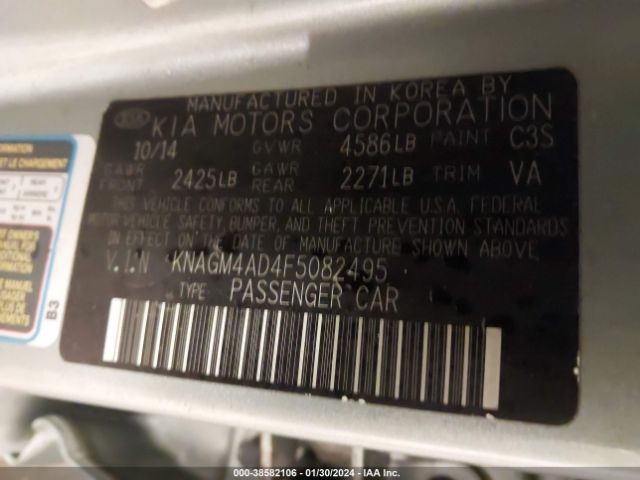 MANUFACTURED IN KOREA BY
KIA KIA MOTORS CORPORATION
10/14 GVWR 4586LB PAINT C3S
GAWR FRONT 2425LB GAWR REAR 2271LB TRIM VA
THIS VEHICLE CONFORMS TO ALL APPLICABLE U.S.A. FEDERAL
MOTOR VEHICLE SAFETY, BUMPER, AND THEFT PREVENTION STANDARDS
IN EFFECT ON THE DATE OF MANUFACTURE SHOWN ABOVE
V.I.N KNAGM4AD4F5082495
TYPE PASSENGER CAR
B3
000-38582106 - 01/30/2024 - IAA Inc.